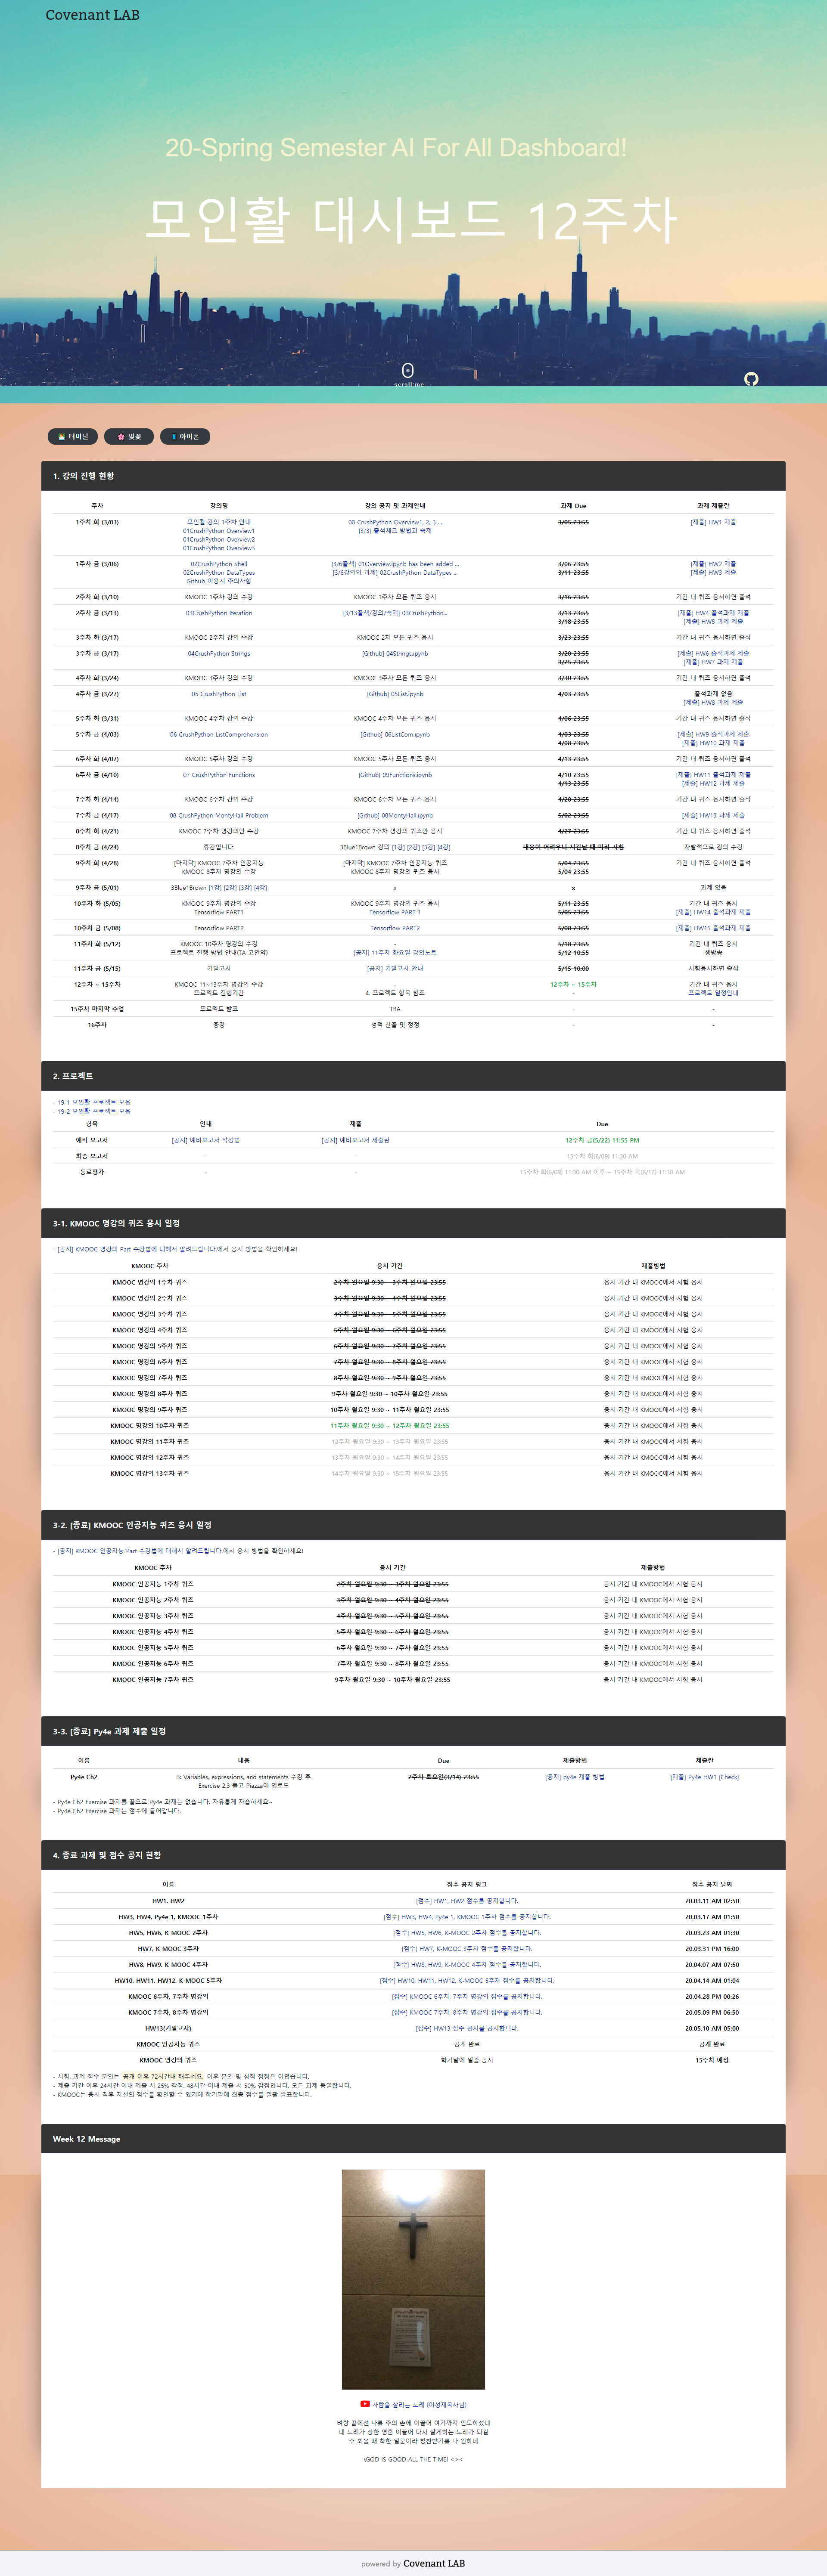 Covenant LAB
20-Spring Semester AI For All Dashboard!
모인활 대시보드 12주차
scroll me
터미널 벚꽃 아이폰
1. 강의 진행 현황
주차 강의명 강의 공지 및 과제안내 과제 Due 과제 제출란
1주차 화 (3/03) 모인활 강의 1주차 안내 00 CrushPython Overview1, 2, 3 ... 3/05 23:55 [제출] HW1 제출
01CrushPython Overview1 [3/3] 출석체크 방법과 숙제
01CrushPython Overview2
01CrushPython Overview3
1주차 금 (3/06) 02CrushPython Shell [3/6출첵] 01Overview.ipynb has been added ... 3/06 23:55 [제출] HW2 제출
02CrushPython DataTypes [3/6강의와 과제] 02CrushPython DataTypes ... 3/11 23:55 [제출] HW3 제출
Github 이용시 주의사항
2주차 화 (3/10) KMOOC 1주차 강의 수강 KMOOC 1주차 모든 퀴즈 응시 3/16 23:55 기간 내 퀴즈 응시하면 출석
2주차 금 (3/13) 03CrushPython Iteration [3/13출첵/강의/숙제] 03CrushPython... 3/13 23:55 [제출] HW4 출석과제 제출
3/18 23:55 [제출] HW5 과제 제출
3주차 화 (3/17) KMOOC 2주차 강의 수강 KMOOC 2차 모든 퀴즈 응시 3/23 23:55 기간 내 퀴즈 응시하면 출석
3주차 금 (3/17) 04CrushPython Strings [Github] 04Strings.ipynb 3/20 23:55 [제출] HW6 출석과제 제출
3/25 23:55 [제출] HW7 과제 제출
4주차 화 (3/24) KMOOC 3주차 강의 수강 KMOOC 3주차 모든 퀴즈 응시 3/30 23:55 기간 내 퀴즈 응시하면 출석
4주차 금 (3/27) 05 CrushPython List [Github] 05List.ipynb 4/03 23:55 출석과제 없음
[제출] HW8 과제 제출
5주차 화 (3/31) KMOOC 4주차 강의 수강 KMOOC 4주차 모든 퀴즈 응시 4/06 23:55 기간 내 퀴즈 응시하면 출석
5주차 금 (4/03) 06 CrushPython ListComprehension [Github] 06ListCom.ipynb 4/03 23:55 [제출] HW9 출석과제 제출
4/08 23:55 [제출] HW10 과제 제출
6주차 화 (4/07) KMOOC 5주차 강의 수강 KMOOC 5주차 모든 퀴즈 응시 4/13 23:55 기간 내 퀴즈 응시하면 출석
6주차 금 (4/10) 07 CrushPython Functions [Github] 09Functions.ipynb 4/10 23:55 [제출] HW11 출석과제 제출
4/13 23:55 [제출] HW12 과제 제출
7주차 화 (4/14) KMOOC 6주차 강의 수강 KMOOC 6주차 모든 퀴즈 응시 4/20 23:55 기간 내 퀴즈 응시하면 출석
7주차 금 (4/17) 08 CrushPython MontyHall Problem [Github] 08MontyHall.ipynb 5/02 23:55 [제출] HW13 과제 제출
8주차 화 (4/21) KMOOC 7주차 명강의만 수강 KMOOC 7주차 명강의 퀴즈만 응시 4/27 23:55 기간 내 퀴즈 응시하면 출석
8주차 금 (4/24) 휴강입니다. 3Blue1Brown 강의 [1강] [2강] [3강] [4강] 내용이 어려우니 시간날 때 미리 시청 자발적으로 강의 수강
9주차 화 (4/28) [마지막] KMOOC 7주차 인공지능 [마지막] KMOOC 7주차 인공지능 퀴즈 5/04 23:55 기간 내 퀴즈 응시하면 출석
KMOOC 8주차 명강의 수강 KMOOC 8주차 명강의 퀴즈 응시 5/04 23:55
9주차 금 (5/01) 3Blue1Brown [1강] [2강] [3강] [4강] x x 과제 없음
10주차 화 (5/05) KMOOC 9주차 명강의 수강 KMOOC 9주차 명강의 퀴즈 응시 5/11 23:55 기간 내 퀴즈 응시
Tensorflow PART1 Tensorflow PART 1 5/05 23:55 [제출] HW14 출석과제 제출
10주차 금 (5/08) Tensorflow PART2 Tensorflow PART2 5/08 23:55 [제출] HW15 출석과제 제출
11주차 화 (5/12) KMOOC 10주차 명강의 수강 - 5/18 23:55 기간 내 퀴즈 응시
프로젝트 진행 방법 안내(TA 고언약) [공지] 11주차 화요일 강의노트 5/12 10:55 생방송
11주차 금 (5/15) 기말고사 [공지] 기말고사 안내 5/15 10:00 시험응시하면 출석
12주차 ~ 15주차 KMOOC 11~13주차 명강의 수강 - 12주차 ~ 15주차 기간 내 퀴즈 응시
프로젝트 진행기간 4. 프로젝트 항목 참조 - 프로젝트 일정안내
15주차 마지막 수업 프로젝트 발표 TBA - -
16주차 종강 성적 산출 및 정정 - -
2. 프로젝트
- 19-1 모인활 프로젝트 모음
- 19-2 모인활 프로젝트 모음
항목 안내 제출 Due
예비 보고서 [공지] 예비보고서 작성법 [공지] 예비보고서 제출란 12주차 금(5/22) 11:55 PM
최종 보고서 - - 15주차 화(6/09) 11:30 AM
동료평가 - - 15주차 화(6/09) 11:30 AM 이후 ~ 15주차 목(6/12) 11:30 AM
3-1. KMOOC 명강의 퀴즈 응시 일정
- [공지] KMOOC 명강의 Part 수강법에 대해서 알려드립니다.에서 응시 방법을 확인하세요!
KMOOC 주차 응시 기간 제출방법
KMOOC 명강의 1주차 퀴즈 2주차 월요일 9:30 ~ 3주차 월요일 23:55 응시 기간 내 KMOOC에서 시험 응시
KMOOC 명강의 2주차 퀴즈 3주차 월요일 9:30 ~ 4주차 월요일 23:55 응시 기간 내 KMOOC에서 시험 응시
KMOOC 명강의 3주차 퀴즈 4주차 월요일 9:30 ~ 5주차 월요일 23:55 응시 기간 내 KMOOC에서 시험 응시
KMOOC 명강의 4주차 퀴즈 5주차 월요일 9:30 ~ 6주차 월요일 23:55 응시 기간 내 KMOOC에서 시험 응시
KMOOC 명강의 5주차 퀴즈 6주차 월요일 9:30 ~ 7주차 월요일 23:55 응시 기간 내 KMOOC에서 시험 응시
KMOOC 명강의 6주차 퀴즈 7주차 월요일 9:30 ~ 8주차 월요일 23:55 응시 기간 내 KMOOC에서 시험 응시
KMOOC 명강의 7주차 퀴즈 8주차 월요일 9:30 ~ 9주차 월요일 23:55 응시 기간 내 KMOOC에서 시험 응시
KMOOC 명강의 8주차 퀴즈 9주차 월요일 9:30 ~ 10주차 월요일 23:55 응시 기간 내 KMOOC에서 시험 응시
KMOOC 명강의 9주차 퀴즈 10주차 월요일 9:30 ~ 11주차 월요일 23:55 응시 기간 내 KMOOC에서 시험 응시
KMOOC 명강의 10주차 퀴즈 11주차 월요일 9:30 ~ 12주차 월요일 23:55 응시 기간 내 KMOOC에서 시험 응시
KMOOC 명강의 11주차 퀴즈 12주차 월요일 9:30 ~ 13주차 월요일 23:55 응시 기간 내 KMOOC에서 시험 응시
KMOOC 명강의 12주차 퀴즈 13주차 월요일 9:30 ~ 14주차 월요일 23:55 응시 기간 내 KMOOC에서 시험 응시
KMOOC 명강의 13주차 퀴즈 14주차 월요일 9:30 ~ 15주차 월요일 23:55 응시 기간 내 KMOOC에서 시험 응시
3-2. [종료] KMOOC 인공지능 퀴즈 응시 일정
- [공지] KMOOC 인공지능 Part 수강법에 대해서 알려드립니다.에서 응시 방법을 확인하세요!
KMOOC 주차 응시 기간 제출방법
KMOOC 인공지능 1주차 퀴즈 2주차 월요일 9:30 ~ 3주차 월요일 23:55 응시 기간 내 KMOOC에서 시험 응시
KMOOC 인공지능 2주차 퀴즈 3주차 월요일 9:30 ~ 4주차 월요일 23:55 응시 기간 내 KMOOC에서 시험 응시
KMOOC 인공지능 3주차 퀴즈 4주차 월요일 9:30 ~ 5주차 월요일 23:55 응시 기간 내 KMOOC에서 시험 응시
KMOOC 인공지능 4주차 퀴즈 5주차 월요일 9:30 ~ 6주차 월요일 23:55 응시 기간 내 KMOOC에서 시험 응시
KMOOC 인공지능 5주차 퀴즈 6주차 월요일 9:30 ~ 7주차 월요일 23:55 응시 기간 내 KMOOC에서 시험 응시
KMOOC 인공지능 6주차 퀴즈 7주차 월요일 9:30 ~ 8주차 월요일 23:55 응시 기간 내 KMOOC에서 시험 응시
KMOOC 인공지능 7주차 퀴즈 9주차 월요일 9:30 ~ 10주차 월요일 23:55 응시 기간 내 KMOOC에서 시험 응시
3-3. [종료] Py4e 과제 제출 일정
이름 내용 Due 제출방법 제출란
Py4e Ch2 3: Variables, expressions, and statements 수강 후 2주차 토요일(3/14) 23:55 [공지] py4e 제출 방법 [제출] Py4e HW1 [Check]
Exercise 2,3 풀고 Piazza에 업로드
- Py4e Ch2 Exercise 과제를 끝으로 Py4e 과제는 없습니다. 자유롭게 자습하세요~
- Py4e Ch2 Exercise 과제는 점수에 들어갑니다.
4. 종료 과제 및 점수 공지 현황
이름 점수 공지 링크 점수 공지 날짜
HW1, HW2 [점수] HW1, HW2 점수를 공지합니다. 20.03.11 AM 02:50
HW3, HW4, Py4e 1, KMOOC 1주차 [점수] HW3, HW4, Py4e 1, KMOOC 1주차 점수를 공지합니다. 20.03.17 AM 01:50
HW5, HW6, K-MOOC 2주차 [점수] HW5, HW6, K-MOOC 2주차 점수를 공지합니다. 20.03.23 AM 01:30
HW7, K-MOOC 3주차 [점수] HW7, K-MOOC 3주차 점수를 공지합니다. 20.03.31 PM 16:00
HW8, HW9, K-MOOC 4주차 [점수] HW8, HW9, K-MOOC 4주차 점수를 공지합니다. 20.04.07 AM 07:50
HW10, HW11, HW12, K-MOOC 5주차 [점수] HW10, HW11, HW12, K-MOOC 5주차 점수를 공지합니다. 20.04.14 AM 01:04
KMOOC 6주차, 7주차 명강의 [점수] KMOOC 6주차, 7주차 명강의 점수를 공지합니다. 20.04.28 PM 00:26
KMOOC 7주차, 8주차 명강의 [점수] KMOOC 7주차, 8주차 명강의 점수를 공지합니다. 20.05.09 PM 06:50
HW13(기말고사) [점수] HW13 점수 공지를 공지합니다. 20.05.10 AM 05:00
KMOOC 인공지능 퀴즈 공개 완료 공개 완료
KMOOC 명강의 퀴즈 학기말에 일괄 공지 15주차 예정
- 시험, 과제 점수 문의는 공개 이후 72시간내 해주세요. 이후 문의 및 성적 정정은 어렵습니다.
- 제출 기간 이후 24시간 이내 제출 시 25% 감점, 48시간 이내 제출 시 50% 감점입니다. 모든 과제 동일합니다.
- KMOOC는 응시 직후 자신의 점수를 확인할 수 있기에 학기말에 최종 점수를 일괄 발표합니다.
Week 12 Message
사람을 살리는 노래 (이성재목사님)
벼랑 끝에선 나를 주의 손에 이끌어 여기까지 인도하셨네
내 노래가 상한 영혼 이끌어 다시 살게하는 노래가 되길
주 뵈올 때 착한 일꾼이라 칭찬받기를 나 원하네
(GOD IS GOOD ALL THE TIME) <><
powered by Covenant LAB